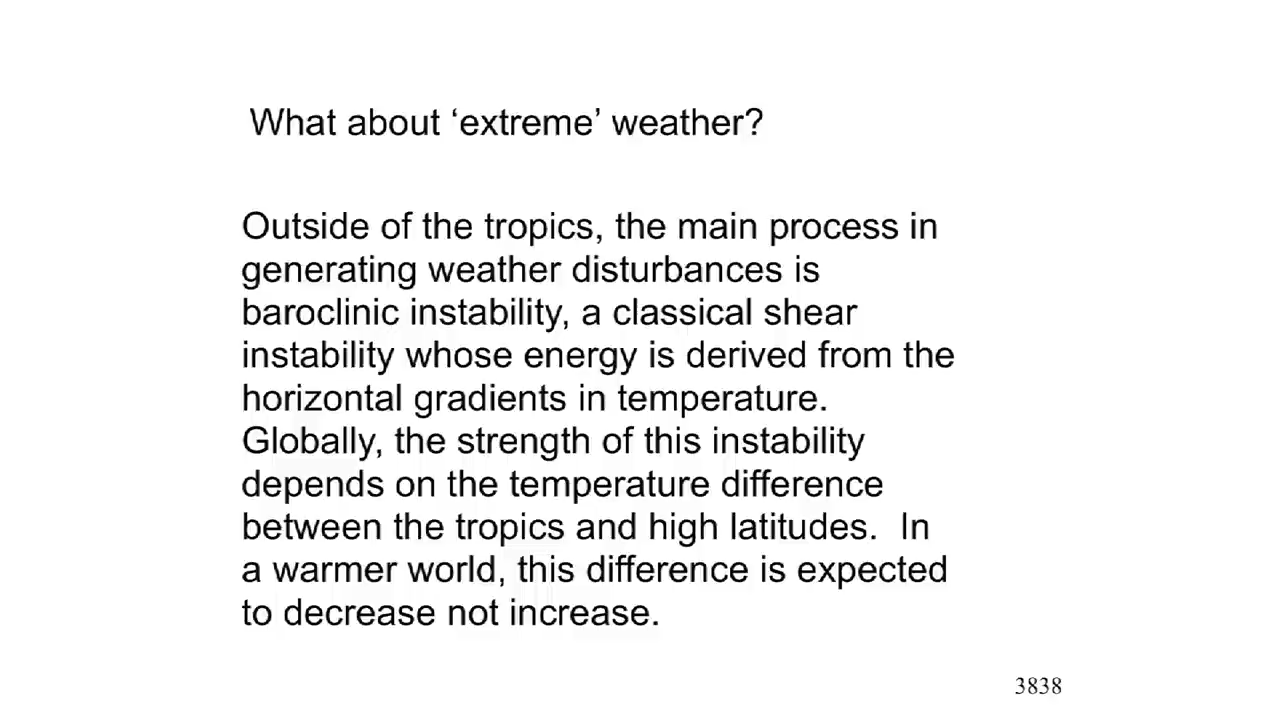 What about ‘extreme’ weather?
Outside of the tropics, the main process in
generating weather disturbances is
baroclinic instability, a classical shear
instability whose energy is derived from the
horizontal gradients in temperature.
Globally, the strength of this instability
depends on the temperature difference
between the tropics and high latitudes.  In
a warmer world, this difference is expected
to decrease not increase.
3838